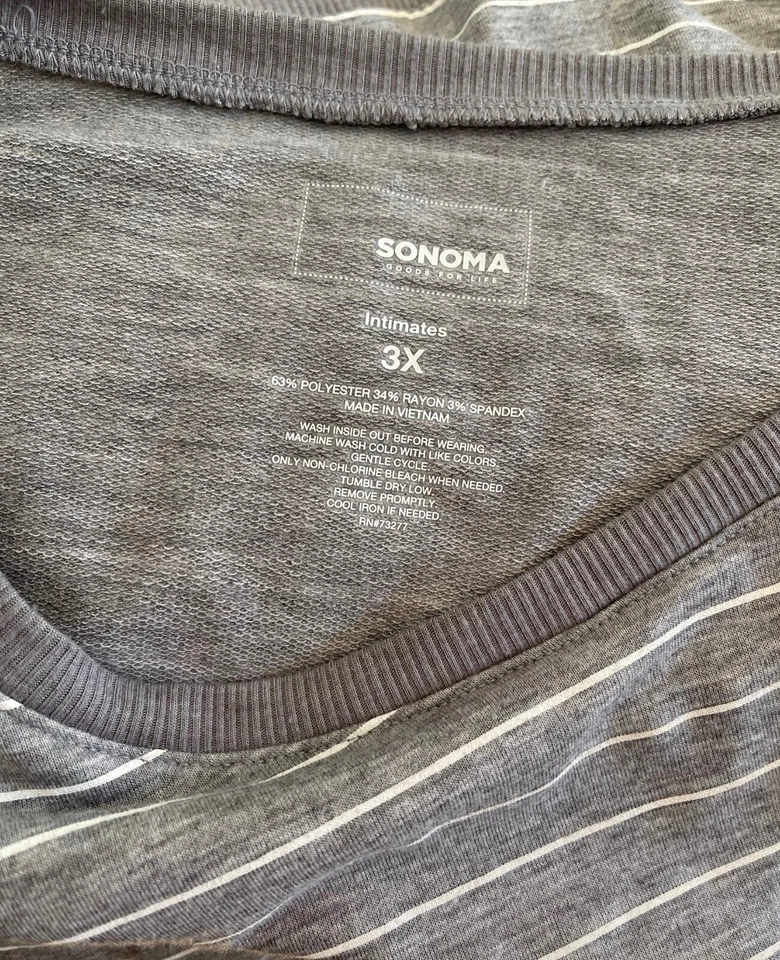 SONOMA
GOODS FOR LIFE
Intimates
3X
63% POLYESTER 34% RAYON 3% SPANDEX
MADE IN VIETNAM
WASH INSIDE OUT BEFORE WEARING.
MACHINE WASH COLD WITH LIKE COLORS.
GENTLE CYCLE.
ONLY NON-CHLORINE BLEACH WHEN NEEDED.
TUMBLE DRY LOW.
REMOVE PROMPTLY.
COOL IRON IF NEEDED.
RN#73277